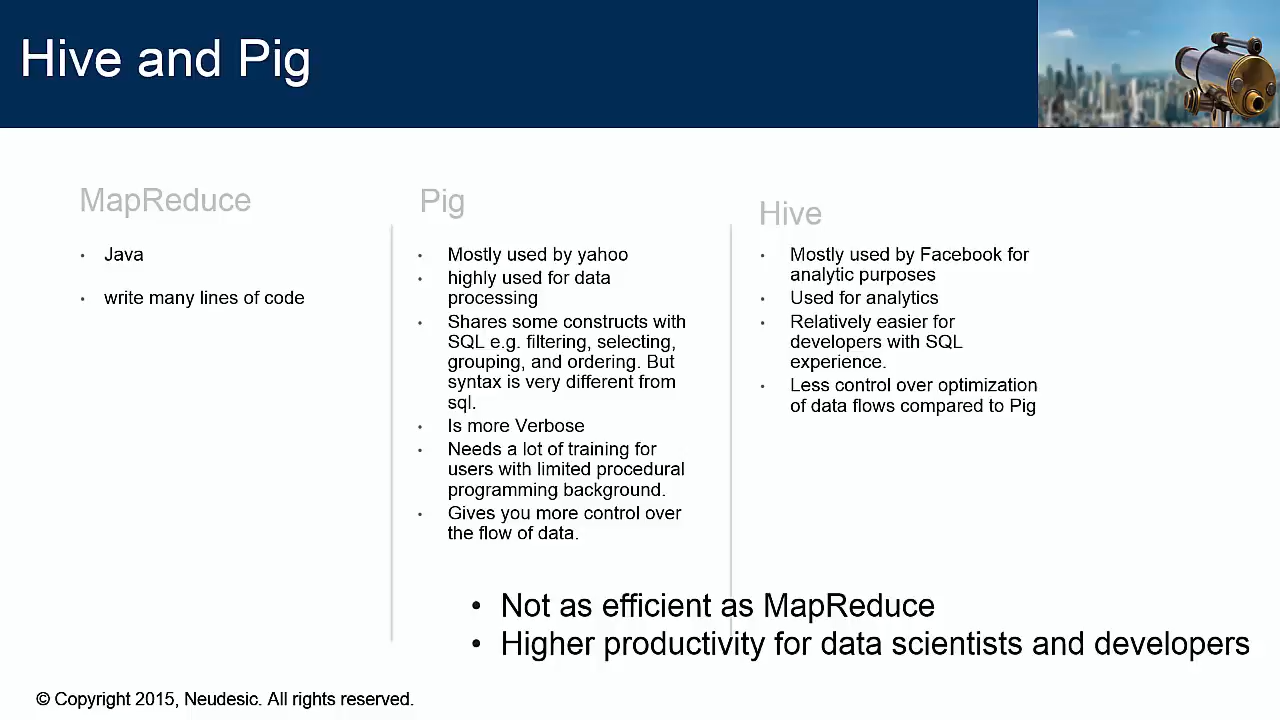 Hive and Pig
MapReduce
Java
write many lines of code
Pig
Mostly used by yahoo
highly used for data
processing
Shares some constructs with
SQL e.g. filtering, selecting,
grouping, and ordering. But
syntax is very different from
sql.
Is more Verbose
Needs a lot of training for
users with limited procedural
programming background.
Gives you more control over
the flow of data.
Hive
Mostly used by Facebook for
analytic purposes
Used for analytics
Relatively easier for
developers with SQL
experience.
Less control over optimization
of data flows compared to Pig
Not as efficient as MapReduce
Higher productivity for data scientists and developers
© Copyright 2015, Neudesic. All rights reserved.